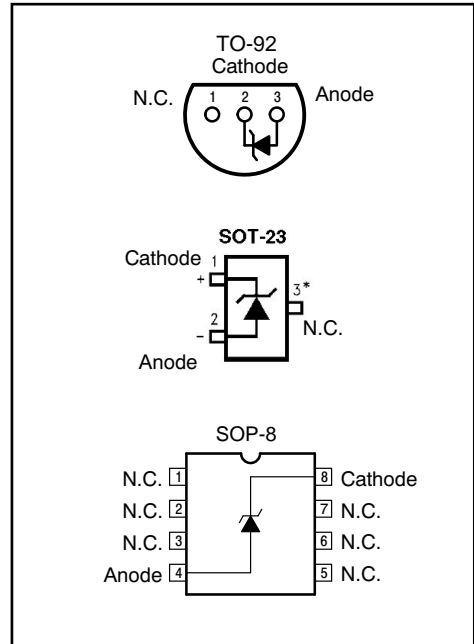 TO-92
Cathode
N.C. 1 2 3 Anode
SOT-23
Cathode 1
+ 3*
2 N.C.
−
Anode
SOP-8
N.C. 1 8 Cathode
N.C. 2 7 N.C.
N.C. 3 6 N.C.
Anode 4 5 N.C.